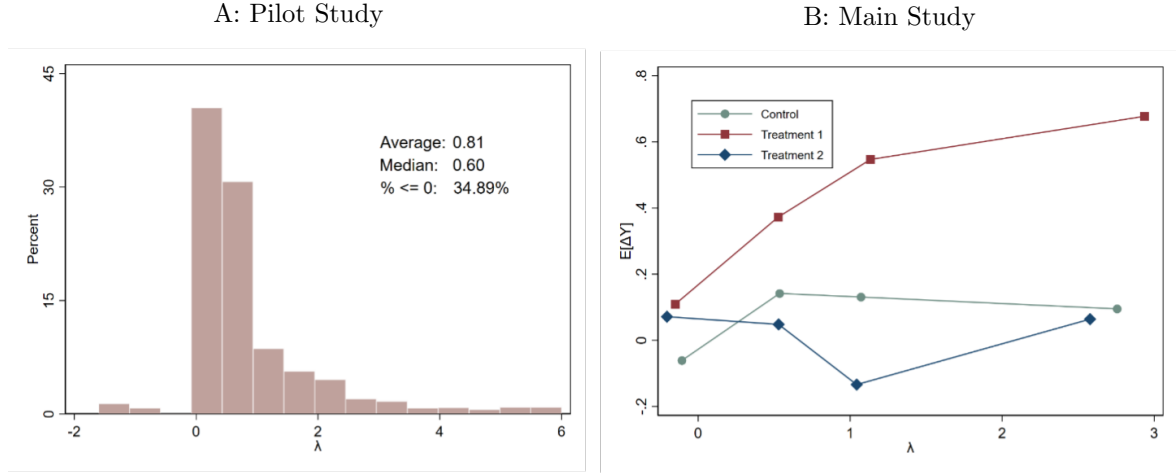 A: Pilot Study
45
30
15
0
Percent
Average: 0.81
Median: 0.60
% <= 0: 34.89%
-2
0
2
4
6
λ
B: Main Study
.8
.6
.4
.2
0
-.2
E[ΔY]
Control
Treatment 1
Treatment 2
0
1
2
3
λ